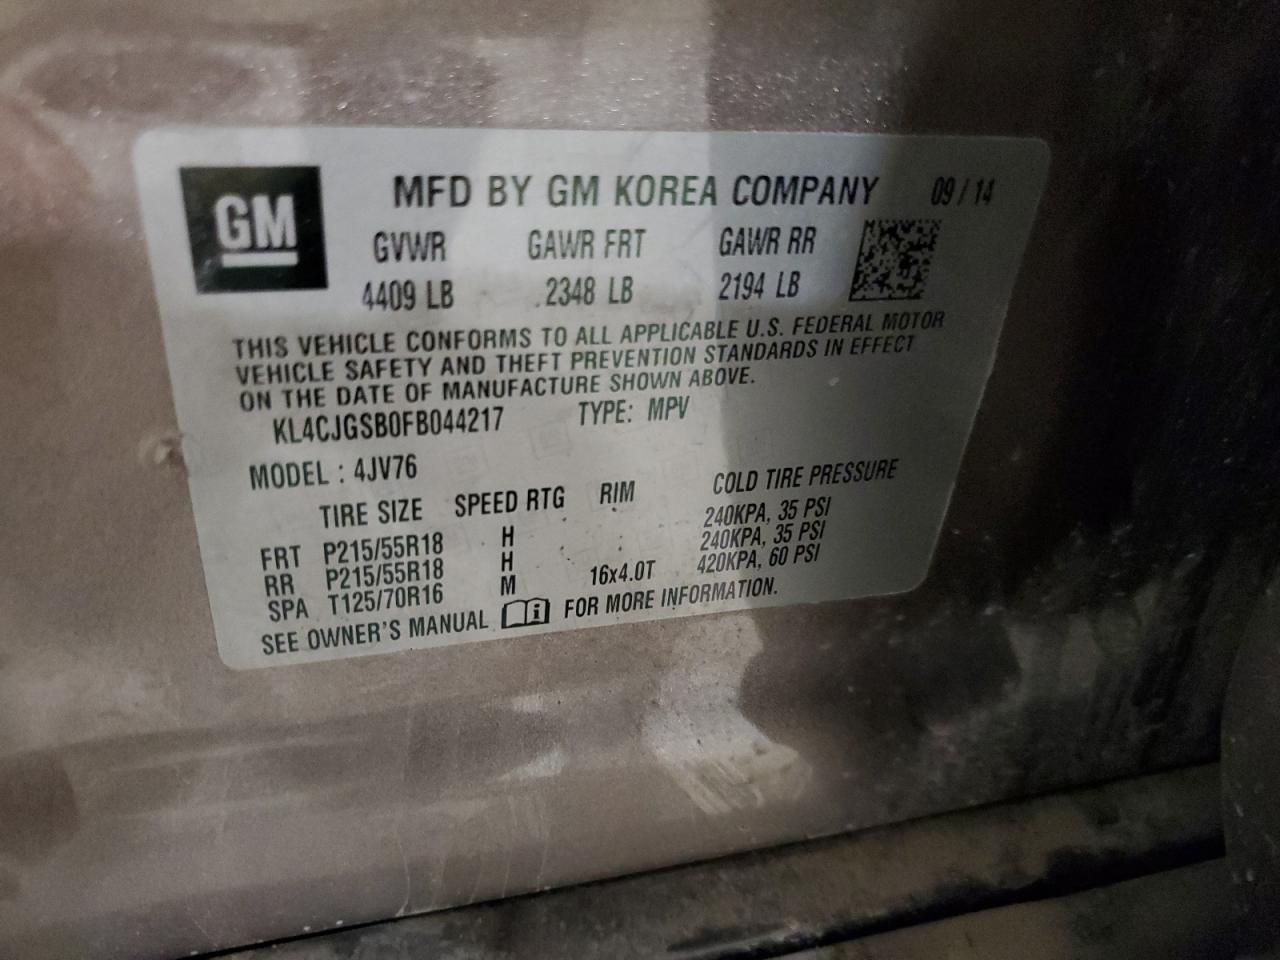 GM
MFD BY GM KOREA COMPANY 09 / 14
GVWR GAWR FRT GAWR RR
4409 LB 2348 LB 2194 LB
THIS VEHICLE CONFORMS TO ALL APPLICABLE U.S. FEDERAL MOTOR
VEHICLE SAFETY AND THEFT PREVENTION STANDARDS IN EFFECT
ON THE DATE OF MANUFACTURE SHOWN ABOVE.
KL4CJGSB0FB044217 TYPE: MPV
MODEL : 4JV76
TIRE SIZE SPEED RTG RIM COLD TIRE PRESSURE
FRT P215/55R18 H 240KPA, 35 PSI
RR P215/55R18 H 240KPA, 35 PSI
SPA T125/70R16 M 16x4.0T 420KPA, 60 PSI
SEE OWNER'S MANUAL i FOR MORE INFORMATION.